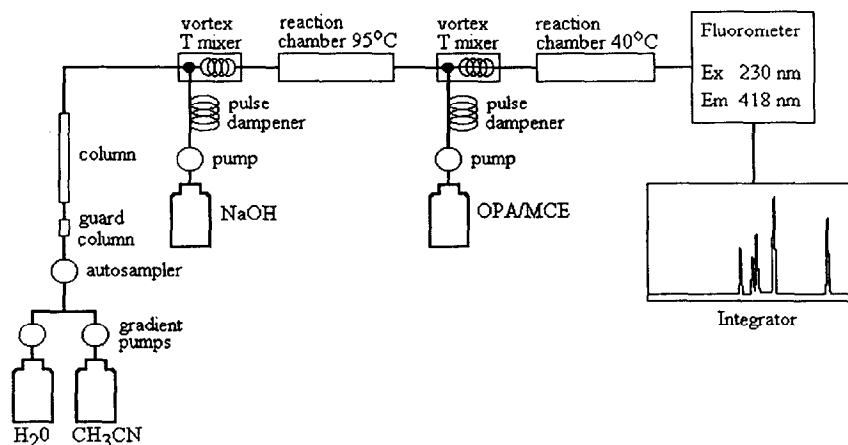 vortex
T mixer
reaction
chamber 95°C
vortex
T mixer
reaction
chamber 40°C
Fluorometer
Ex 230 nm
Em 418 nm
pulse
dampener
pulse
dampener
pump
pump
column
NaOH
OPA/MCE
guard
column
autosampler
gradient
pumps
Integrator
H20
CH3CN